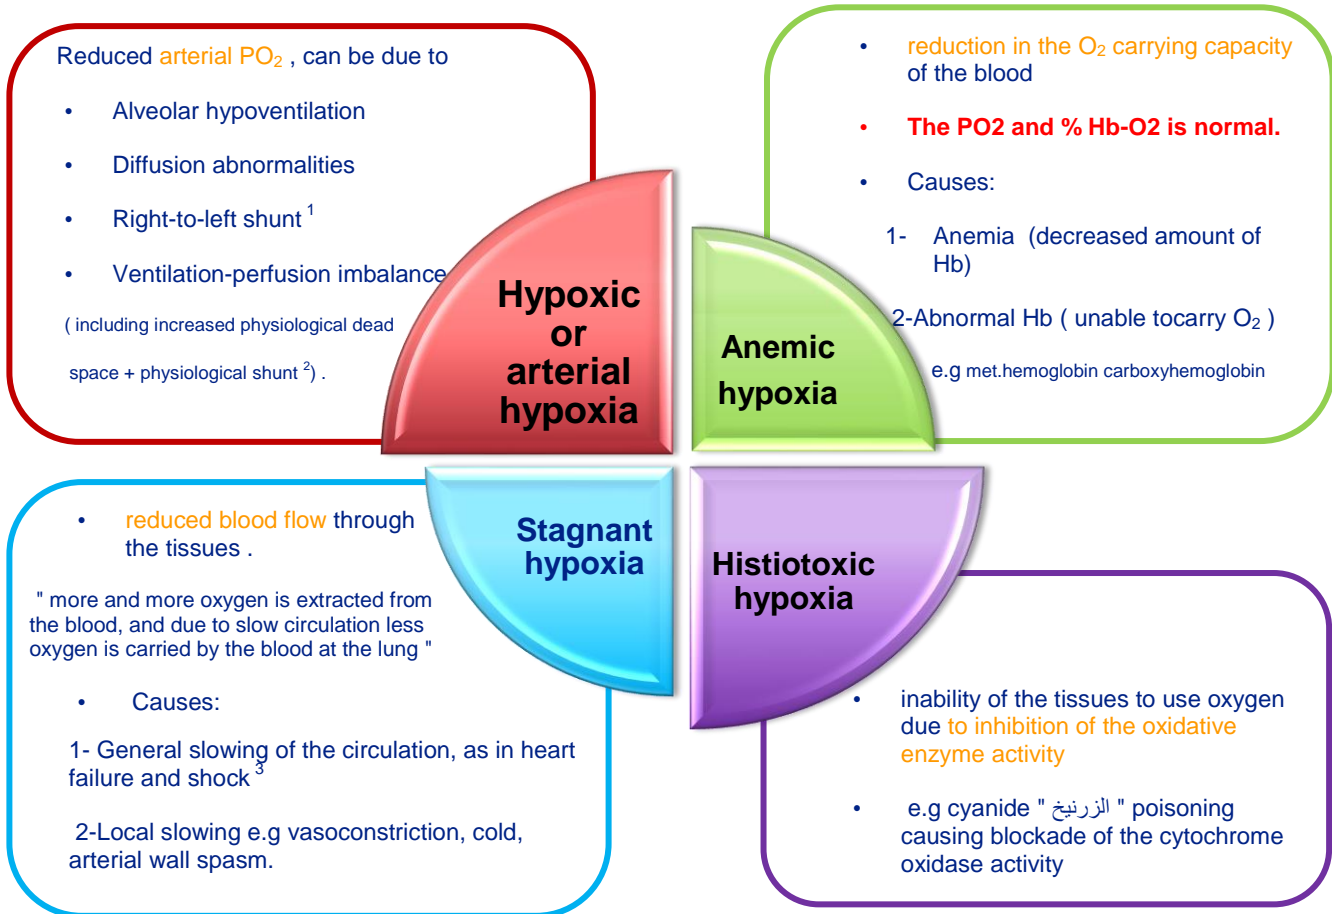 Reduced arterial PO₂ , can be due to
• Alveolar hypoventilation
• Diffusion abnormalities
• Right-to-left shunt ¹
• Ventilation-perfusion imbalance
( including increased physiological dead
space + physiological shunt ²) .
Hypoxic
or
arterial
hypoxia
• reduction in the O₂ carrying capacity
of the blood
• The PO2 and % Hb-O2 is normal.
• Causes:
1- Anemia (decreased amount of
Hb)
2-Abnormal Hb ( unable tocarry O₂ )
e.g met.hemoglobin carboxyhemoglobin
Anemic
hypoxia
• reduced blood flow through
the tissues .
" more and more oxygen is extracted from
the blood, and due to slow circulation less
oxygen is carried by the blood at the lung "
• Causes:
1- General slowing of the circulation, as in heart
failure and shock ³
2-Local slowing e.g vasoconstriction, cold,
arterial wall spasm.
Stagnant
hypoxia
Histiotoxic
hypoxia
• inability of the tissues to use oxygen
due to inhibition of the oxidative
enzyme activity
• e.g cyanide " الزرنيخ " poisoning
causing blockade of the cytochrome
oxidase activity